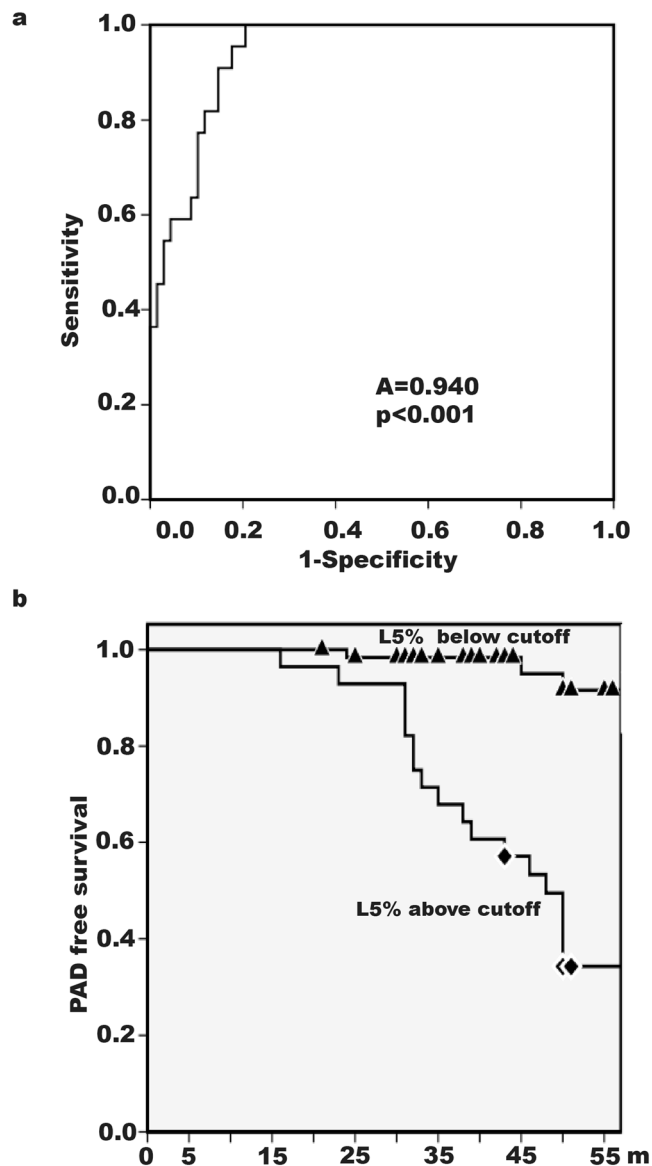 a
1.0
0.8
0.6
0.4
0.2
0.0
Sensitivity
A=0.940
p<0.001
0.0 0.2 0.4 0.6 0.8 1.0
1-Specificity
b
L5% below cutoff
1.0
0.8
0.6
0.4
0.2
0.0
PAD free survival
L5% above cutoff
0 5 15 25 35 45 55 m